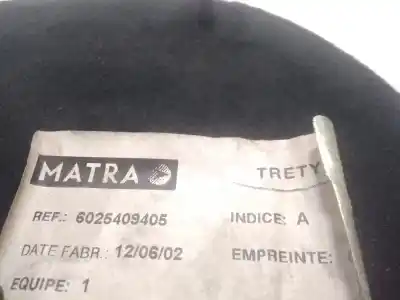 MATRA TRETY
REF.: 6025409405 INDICE: A
DATE FABR.: 12/06/02 EMPREINTE:
EQUIPE: 1